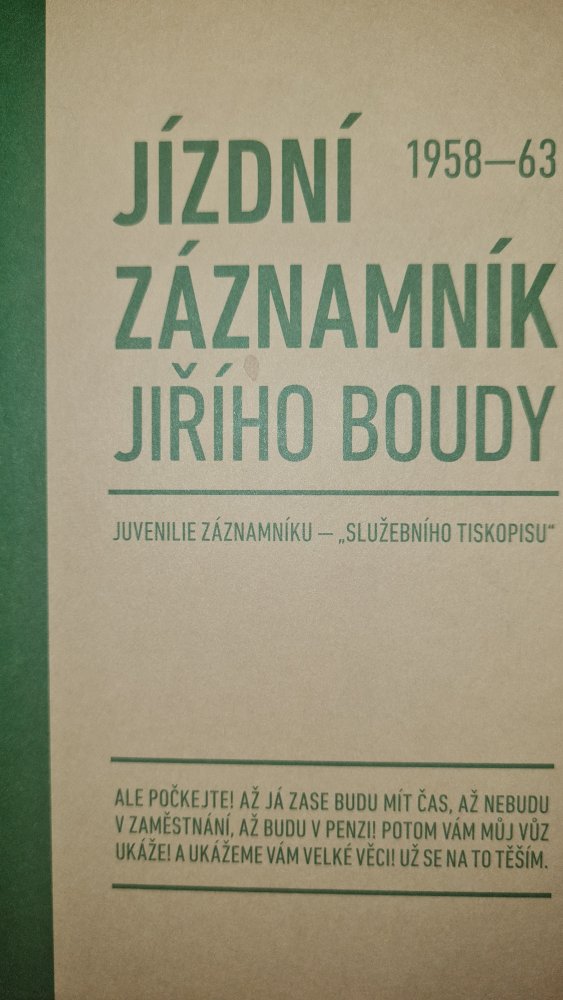 JÍZDNÍ 1958—63
ZÁZNAMNÍK
JIŘÍHO BOUDY
JUVENILIE ZÁZNAMNÍKU — „SLUŽEBNÍHO TISKOPISU“
ALE POČKEJTE! AŽ JÁ ZASE BUDU MÍT ČAS, AŽ NEBUDU
V ZAMĚSTNÁNÍ, AŽ BUDU V PENZI! POTOM VÁM MŮJ VŮZ
UKÁŽE! A UKÁŽEME VÁM VELKÉ VĚCI! UŽ SE NA TO TĚŠÍM.